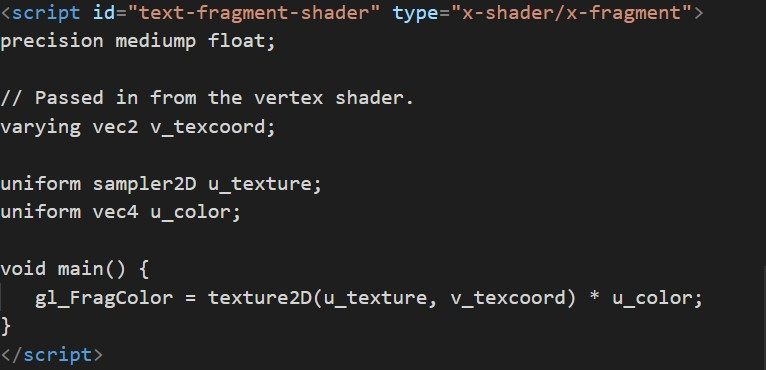 <script id="text-fragment-shader" type="x-shader/x-fragment">
precision mediump float;
// Passed in from the vertex shader.
varying vec2 v_texcoord;
uniform sampler2D u_texture;
uniform vec4 u_color;
void main() {
gl_FragColor = texture2D(u_texture, v_texcoord) * u_color;
}
</script>